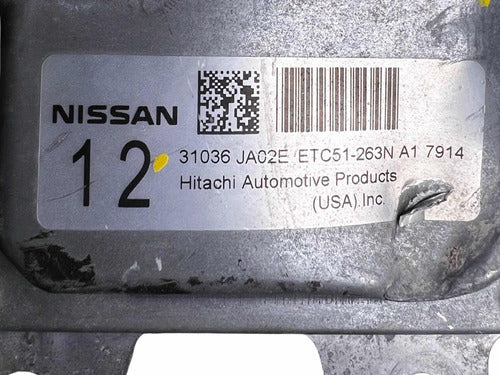 NISSAN
12
31036 JA02E ETC51-263N A1 7914
Hitachi Automotive Products
(USA),Inc.